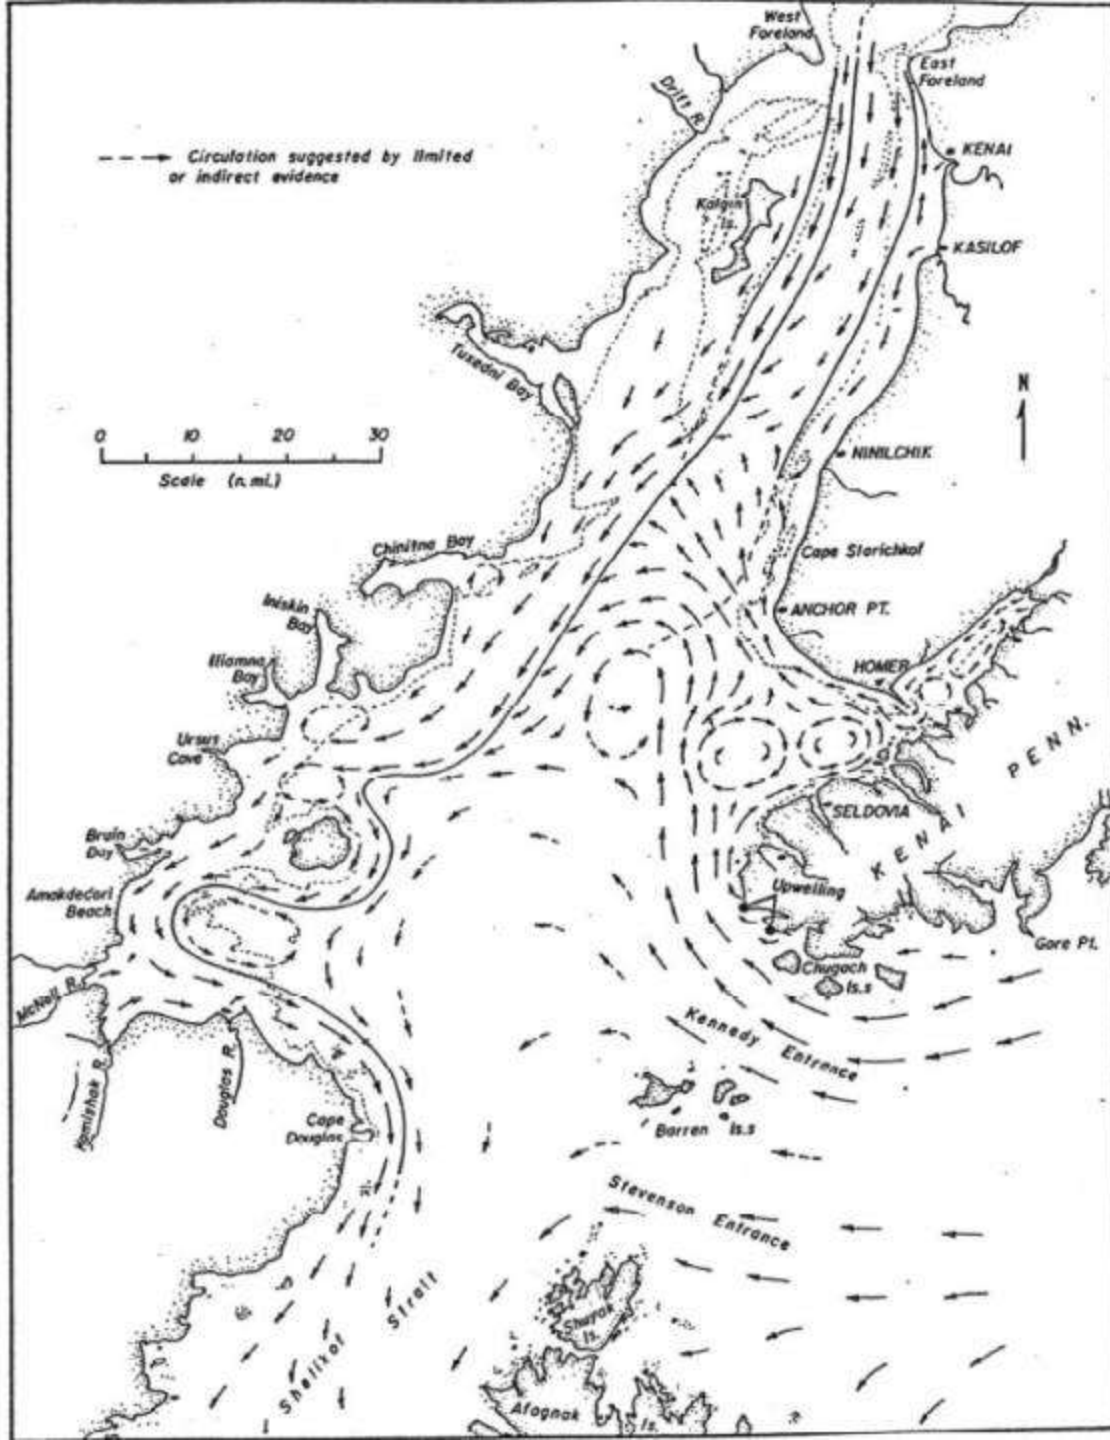 West
Foreland
East
Foreland
Drift R.
Circulation suggested by limited
or indirect evidence
KENAI
Kalgin
Is.
KASILOF
Tuxedni Bay
N
0 10 20 30
Scale (n. mi.)
NINILCHIK
Chinitna Bay
Cape Starichkof
Iniskin
Bay
ANCHOR PT.
Iliamna
Bay
HOMER
Ursus
Cove
PENN.
SELDOVIA
KENAI
Bruin
Bay
Amakdedori
Beach
Upwelling
Gore Pt.
Chugach
Is.s
McNeil R.
Kennedy Entrance
Kamishak R.
Douglas R.
Cape
Douglas
Barren Is.s
Stevenson Entrance
Shelikof Strait
Shuyak
Is.
Afognak Is.